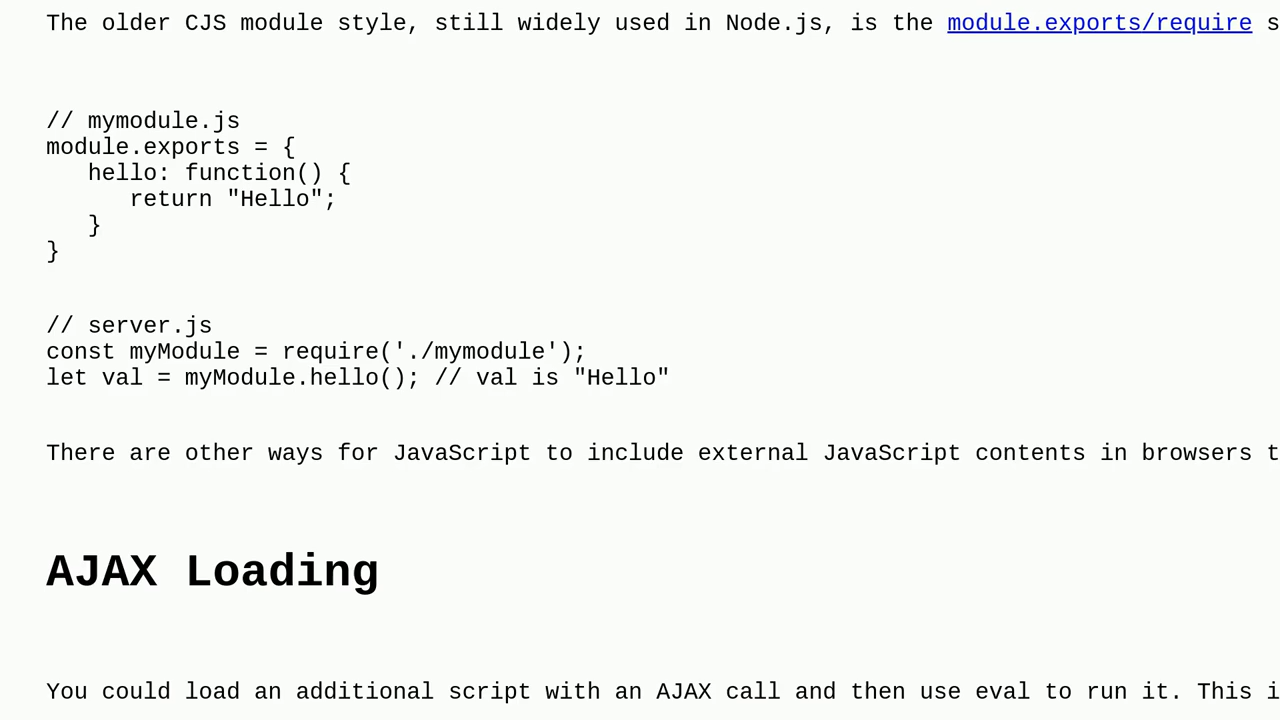 The older CJS module style, still widely used in Node.js, is the module.exports/require s
// mymodule.js
module.exports = {
   hello: function() {
      return "Hello";
   }
}
// server.js
const myModule = require('./mymodule');
let val = myModule.hello(); // val is "Hello"
There are other ways for JavaScript to include external JavaScript contents in browsers t
AJAX Loading
You could load an additional script with an AJAX call and then use eval to run it. This i